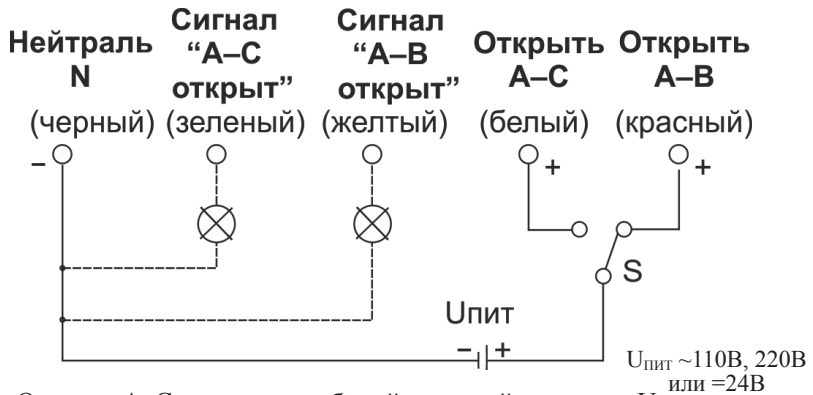 Нейтраль N
(черный)
Сигнал "А–С открыт"
(зеленый)
Сигнал "А–В открыт"
(желтый)
Открыть А–С
(белый)
Открыть А–В
(красный)
–
+
+
S
Uпит
– +
UПИТ ~110В, 220В
или =24В